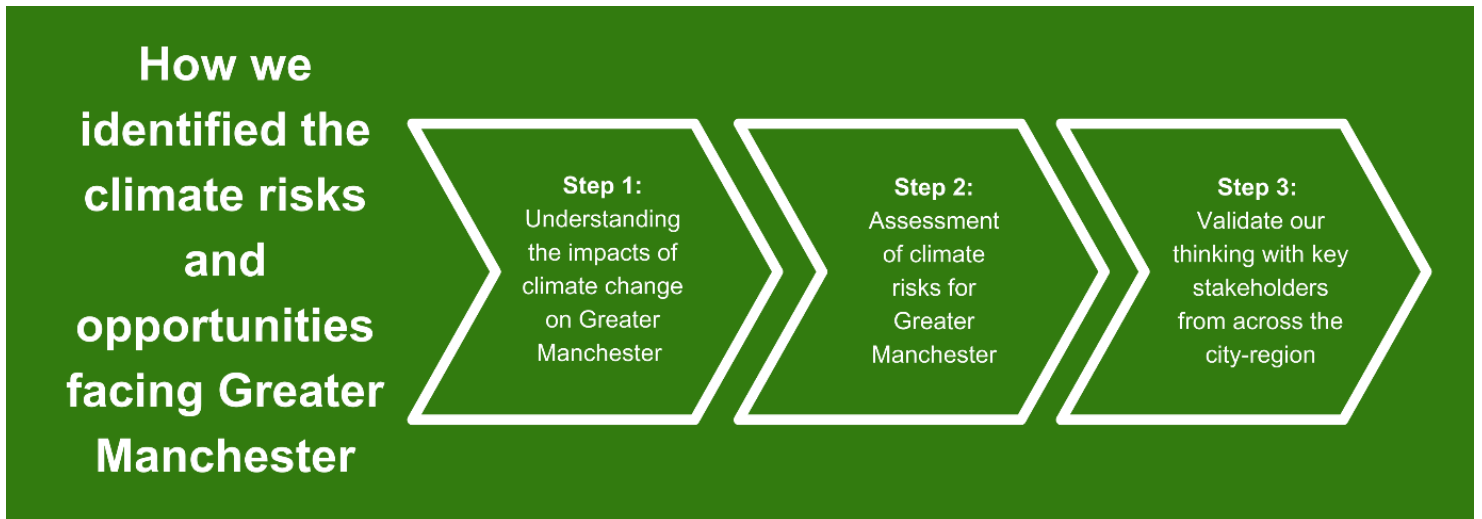 How we
identified the
climate risks
and
opportunities
facing Greater
Manchester
Step 1:
Understanding
the impacts of
climate change
on Greater
Manchester
Step 2:
Assessment
of climate
risks for
Greater
Manchester
Step 3:
Validate our
thinking with key
stakeholders
from across the
city-region